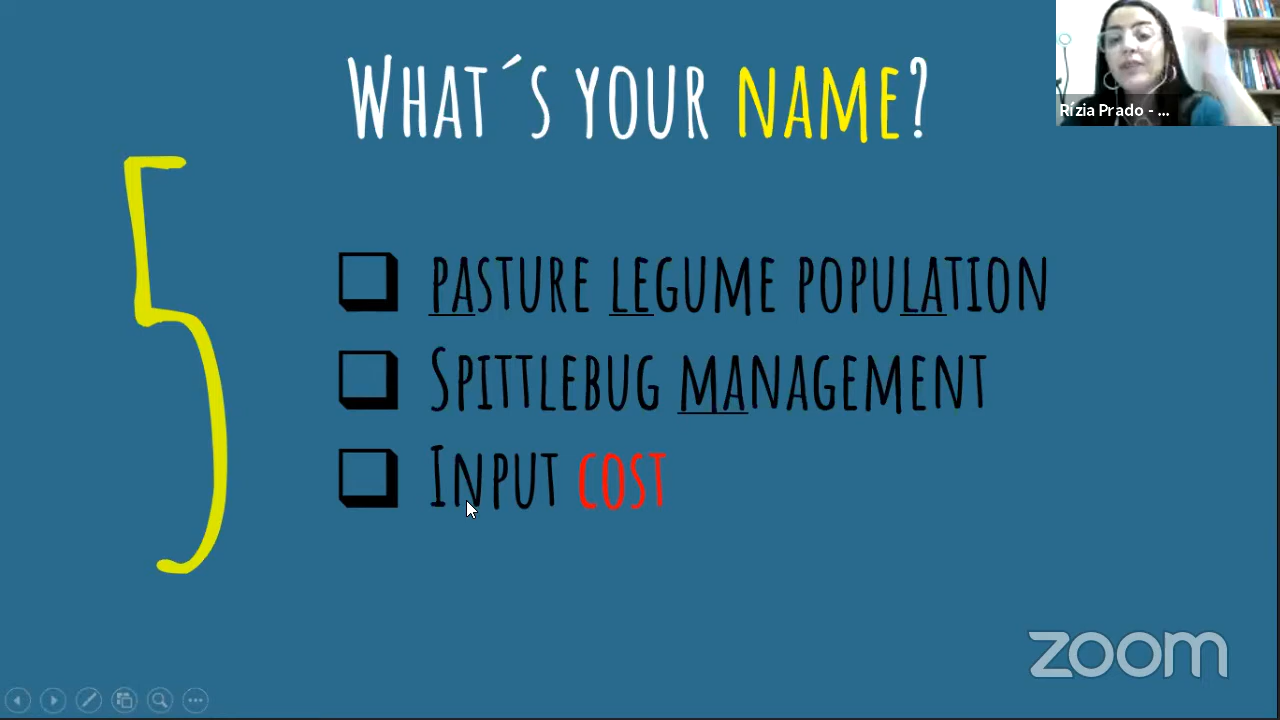 What´s your name?
Rízia Prado - ...
5
pasture legume population
Spittlebug management
Input cost
zoom